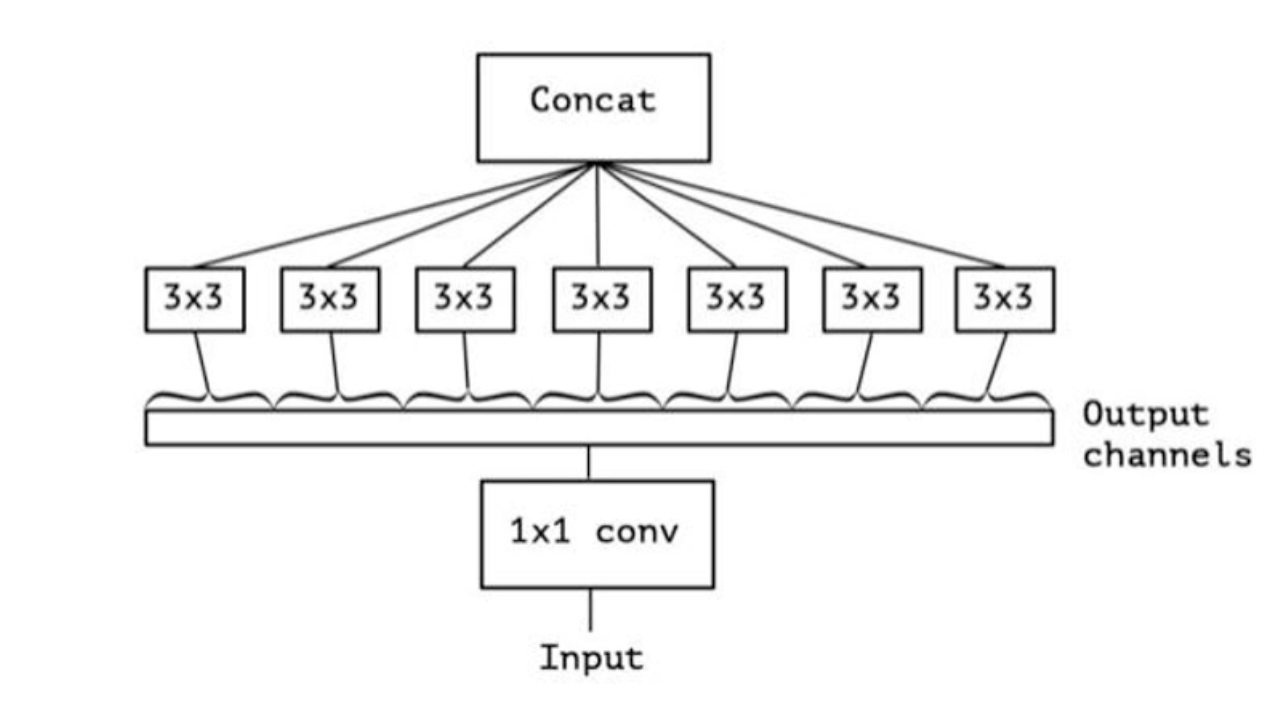 Concat
3x3 3x3 3x3 3x3 3x3 3x3 3x3
Output
channels
1x1 conv
Input